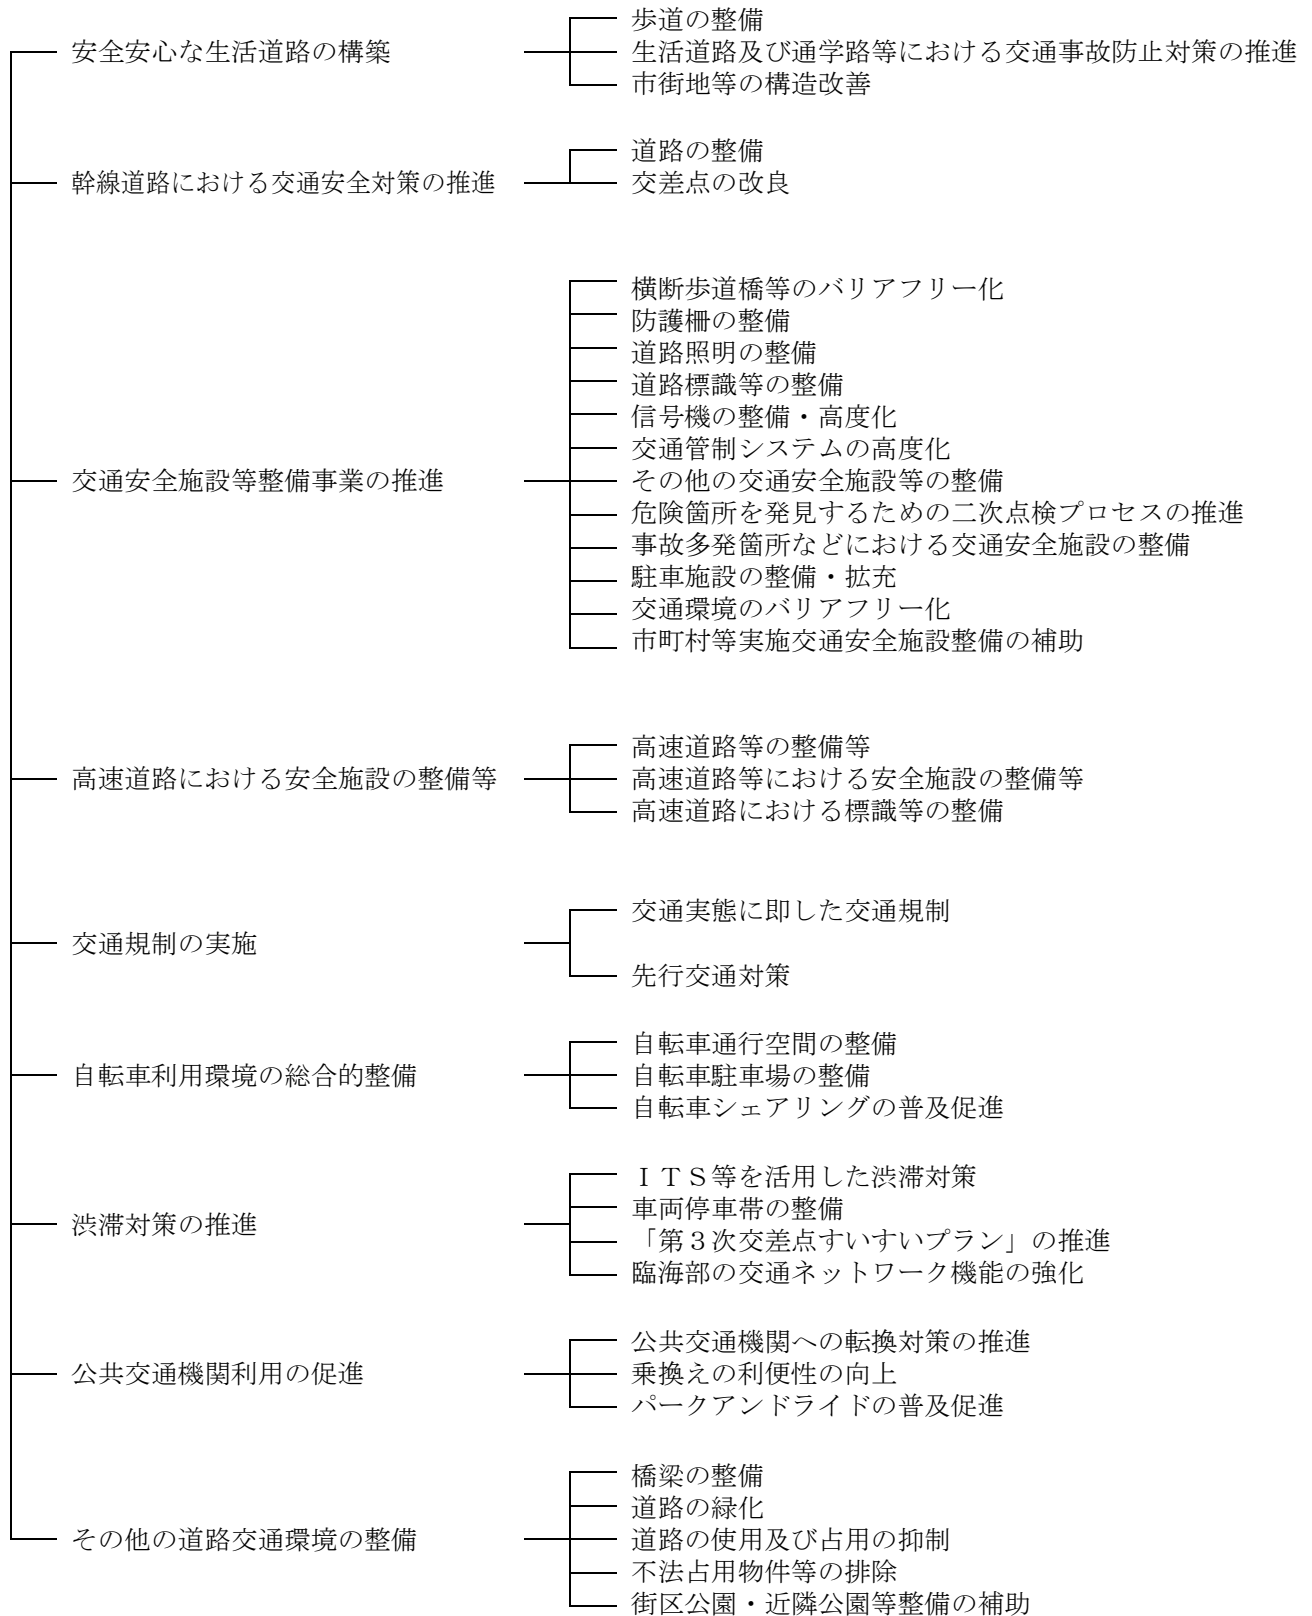 安全安心な生活道路の構築
歩道の整備
生活道路及び通学路等における交通事故防止対策の推進
市街地等の構造改善
幹線道路における交通安全対策の推進
道路の整備
交差点の改良
交通安全施設等整備事業の推進
横断歩道橋等のバリアフリー化
防護柵の整備
道路照明の整備
道路標識等の整備
信号機の整備・高度化
交通管制システムの高度化
その他の交通安全施設等の整備
危険箇所を発見するための二次点検プロセスの推進
事故多発箇所などにおける交通安全施設の整備
駐車施設の整備・拡充
交通環境のバリアフリー化
市町村等実施交通安全施設整備の補助
高速道路における安全施設の整備等
高速道路等の整備等
高速道路等における安全施設の整備等
高速道路における標識等の整備
交通規制の実施
交通実態に即した交通規制
先行交通対策
自転車利用環境の総合的整備
自転車通行空間の整備
自転車駐車場の整備
自転車シェアリングの普及促進
渋滞対策の推進
ＩＴＳ等を活用した渋滞対策
車両停車帯の整備
「第３次交差点すいすいプラン」の推進
臨海部の交通ネットワーク機能の強化
公共交通機関利用の促進
公共交通機関への転換対策の推進
乗換えの利便性の向上
パークアンドライドの普及促進
その他の道路交通環境の整備
橋梁の整備
道路の緑化
道路の使用及び占用の抑制
不法占用物件等の排除
街区公園・近隣公園等整備の補助